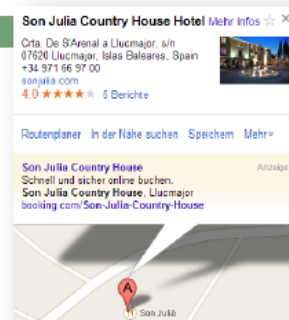 Son Julia Country House Hotel Mehr Infos
Crta. De S'Arenal a Llucmajor, s/n
07620 Llucmajor, Islas Baleares, Spain
+34 971 66 97 00
sonjulia.com
4.0 ★★★★★ 5 Berichte
Routenplaner In der Nähe suchen Speichern Mehr
Son Julia Country House Anzeige
Schnell und sicher online buchen.
Son Julia Country House, Llucmajor
booking.com/Son-Julia-Country-House
A
Son Julià